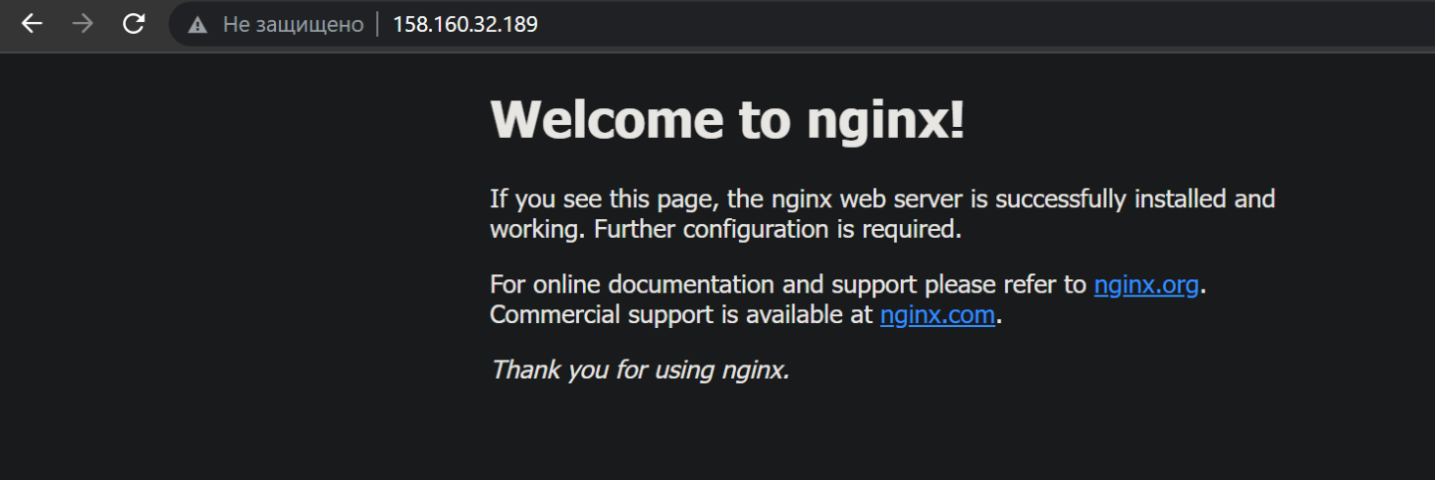 Не защищено 158.160.32.189
Welcome to nginx!
If you see this page, the nginx web server is successfully installed and
working. Further configuration is required.
For online documentation and support please refer to nginx.org.
Commercial support is available at nginx.com.
Thank you for using nginx.